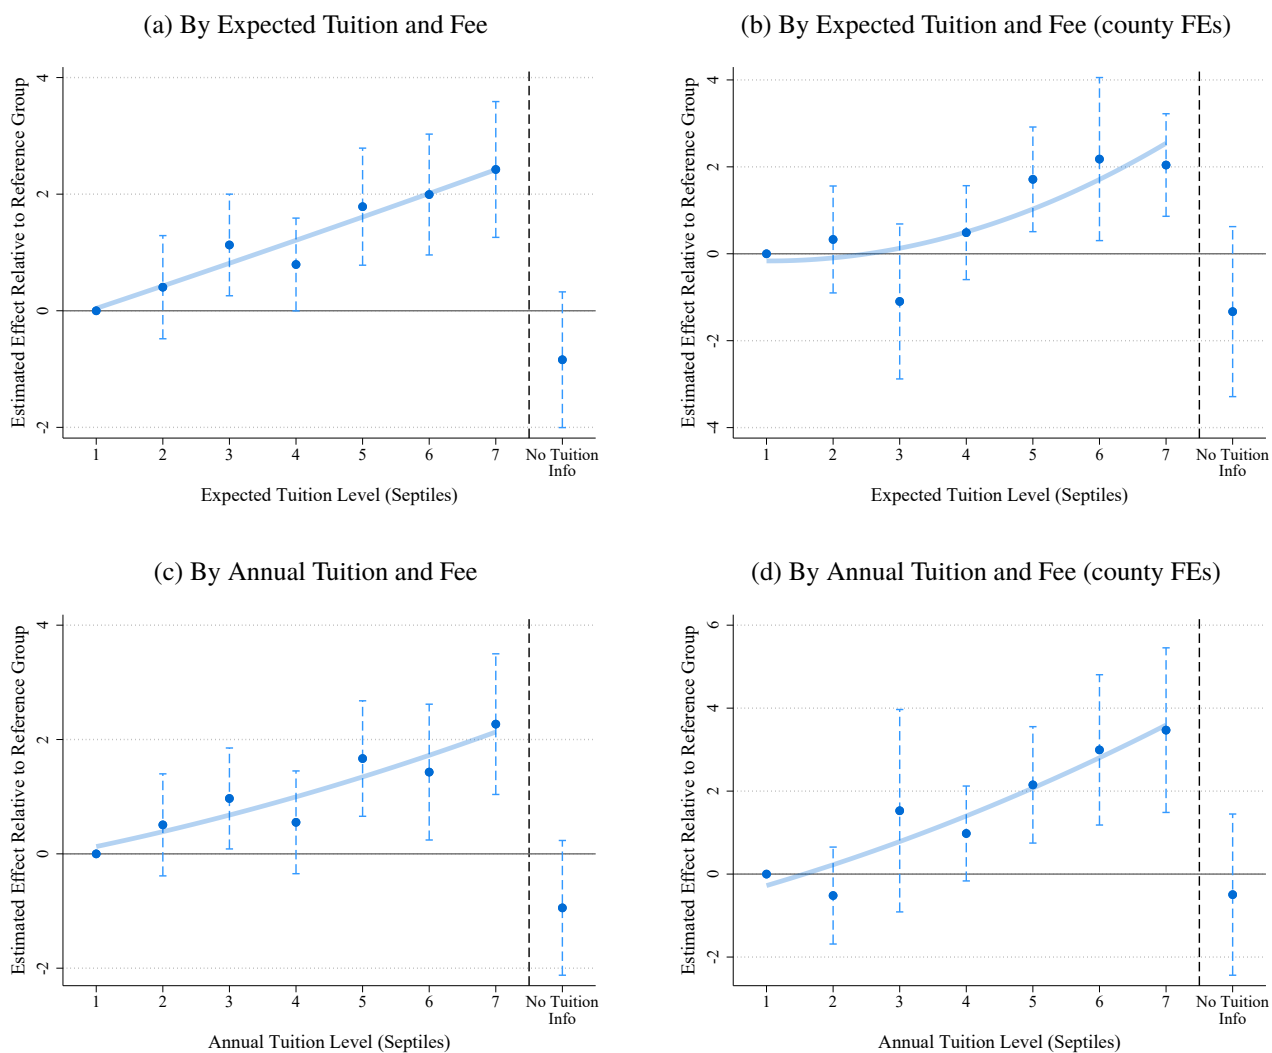 (a) By Expected Tuition and Fee
Estimated Effect Relative to Reference Group
4
2
0
-2
1 2 3 4 5 6 7 No Tuition
Info
Expected Tuition Level (Septiles)
(b) By Expected Tuition and Fee (county FEs)
Estimated Effect Relative to Reference Group
4
2
0
-2
-4
1 2 3 4 5 6 7 No Tuition
Info
Expected Tuition Level (Septiles)
(c) By Annual Tuition and Fee
Estimated Effect Relative to Reference Group
4
2
0
-2
1 2 3 4 5 6 7 No Tuition
Info
Annual Tuition Level (Septiles)
(d) By Annual Tuition and Fee (county FEs)
Estimated Effect Relative to Reference Group
6
4
2
0
-2
1 2 3 4 5 6 7 No Tuition
Info
Annual Tuition Level (Septiles)